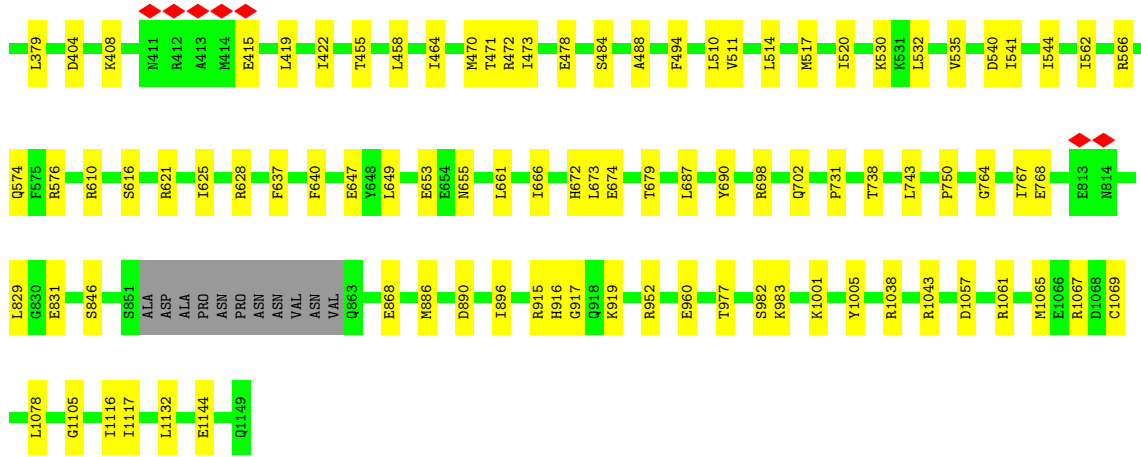 L379 D404 K408 N411 R412 A413 M414 E415 L419 I422 T455 L458 I464 M470 T471 R472 I473 E478 S484 A488 F494 L510 V511 L514 M517 I520 K530 K531 L532 V535 D540 I541 I544 I562 R566
Q574 F575 R576 R610 S616 R621 I625 R628 F637 F640 E647 Y648 L649 E653 E654 N655 L661 I666 H672 L673 E674 T679 L687 Y690 R698 Q702 P731 T738 L743 P750 G764 I767 E768 E813 N814
L829 G830 E831 S846 S851 ALA ASP ALA PRO ASN PRO ASN ASN VAL ASN VAL Q863 E868 M886 D890 I896 R915 H916 G917 Q918 K919 R952 E960 T977 S982 K983 K1001 Y1005 R1038 R1043 D1057 R1061 M1065 E1066 R1067 D1068 C1069
L1078 G1105 I1116 I1117 L1132 E1144 Q1149